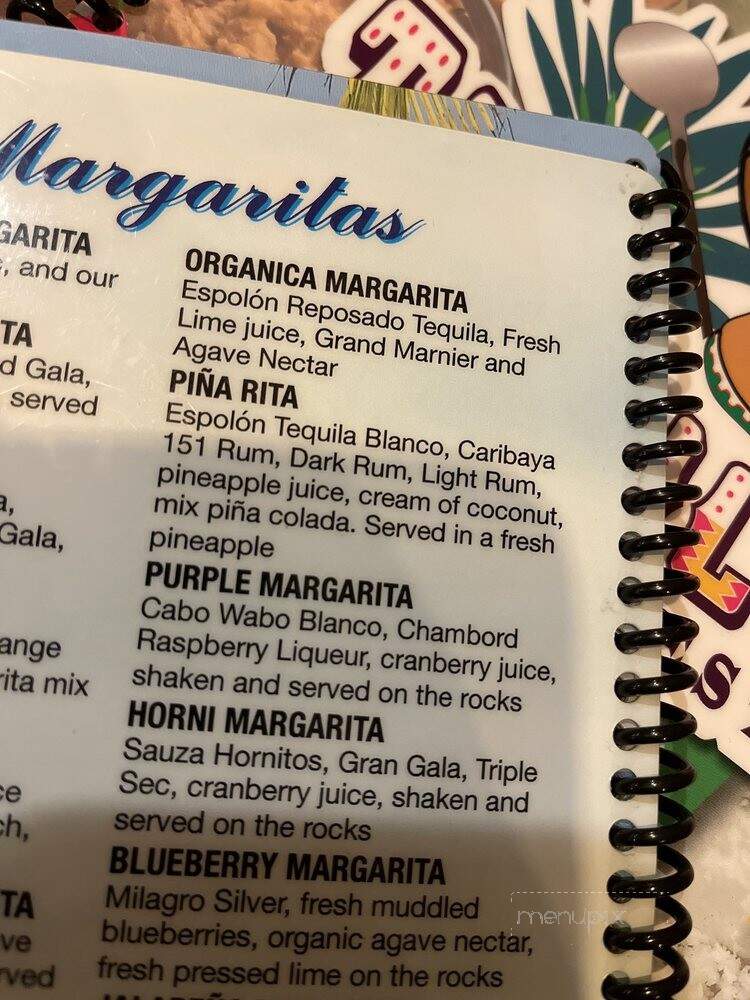 Margaritas
GARITA
, and our
TA
d Gala,
served
a,
Gala,
ange
rita mix
ce
ch,
TA
ve
rved
ORGANICA MARGARITA
Espolón Reposado Tequila, Fresh
Lime juice, Grand Marnier and
Agave Nectar
PIÑA RITA
Espolón Tequila Blanco, Caribaya
151 Rum, Dark Rum, Light Rum,
pineapple juice, cream of coconut,
mix piña colada. Served in a fresh
pineapple
PURPLE MARGARITA
Cabo Wabo Blanco, Chambord
Raspberry Liqueur, cranberry juice,
shaken and served on the rocks
HORNI MARGARITA
Sauza Hornitos, Gran Gala, Triple
Sec, cranberry juice, shaken and
served on the rocks
BLUEBERRY MARGARITA
Milagro Silver, fresh muddled
blueberries, organic agave nectar,
fresh pressed lime on the rocks
menupix